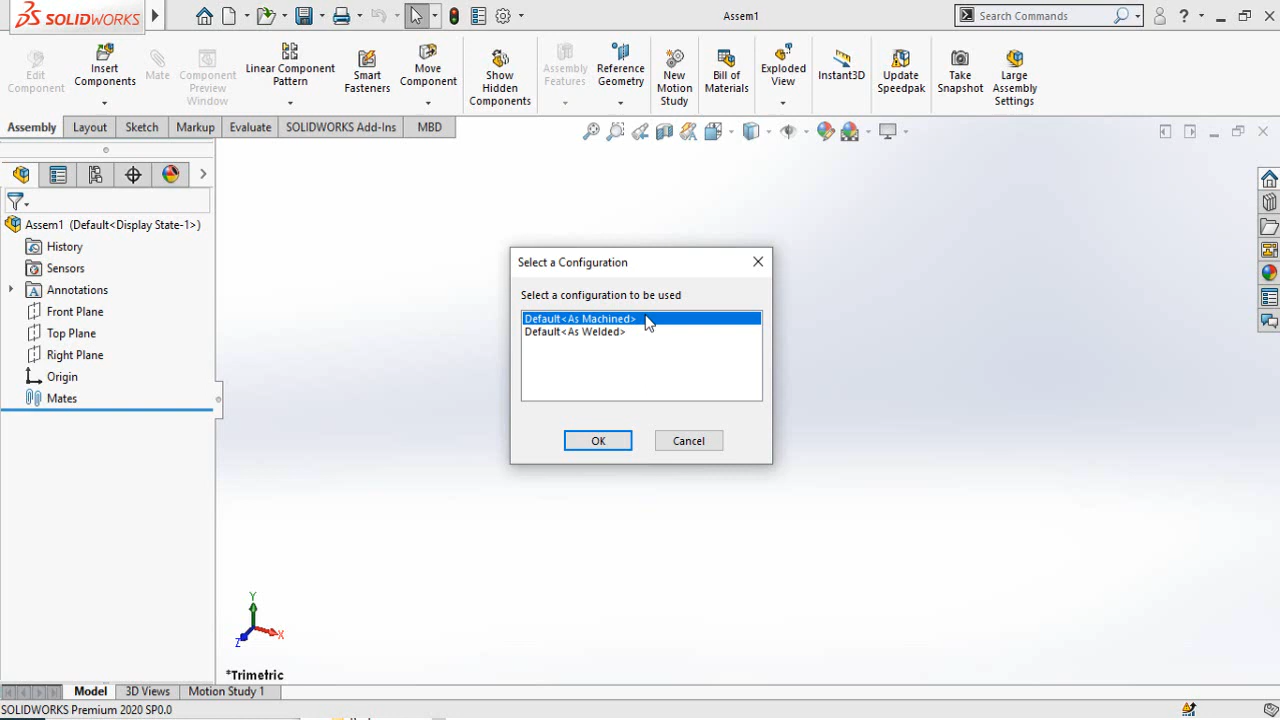 SOLIDWORKS
Assem1
Search Commands
?
Edit
Component
Insert
Components
Mate
Component
Preview
Window
Linear Component
Pattern
Smart
Fasteners
Move
Component
Show
Hidden
Components
Assembly
Features
Reference
Geometry
New
Motion
Study
Bill of
Materials
Exploded
View
Instant3D
Update
Speedpak
Take
Snapshot
Large
Assembly
Settings
Assembly
Layout
Sketch
Markup
Evaluate
SOLIDWORKS Add-Ins
MBD
Assem1 (Default<Display State-1>)
History
Sensors
Annotations
Front Plane
Top Plane
Right Plane
Origin
Mates
Select a Configuration
Select a configuration to be used
Default<As Machined>
Default<As Welded>
OK
Cancel
Y
X
Z
*Trimetric
Model
3D Views
Motion Study 1
SOLIDWORKS Premium 2020 SP0.0